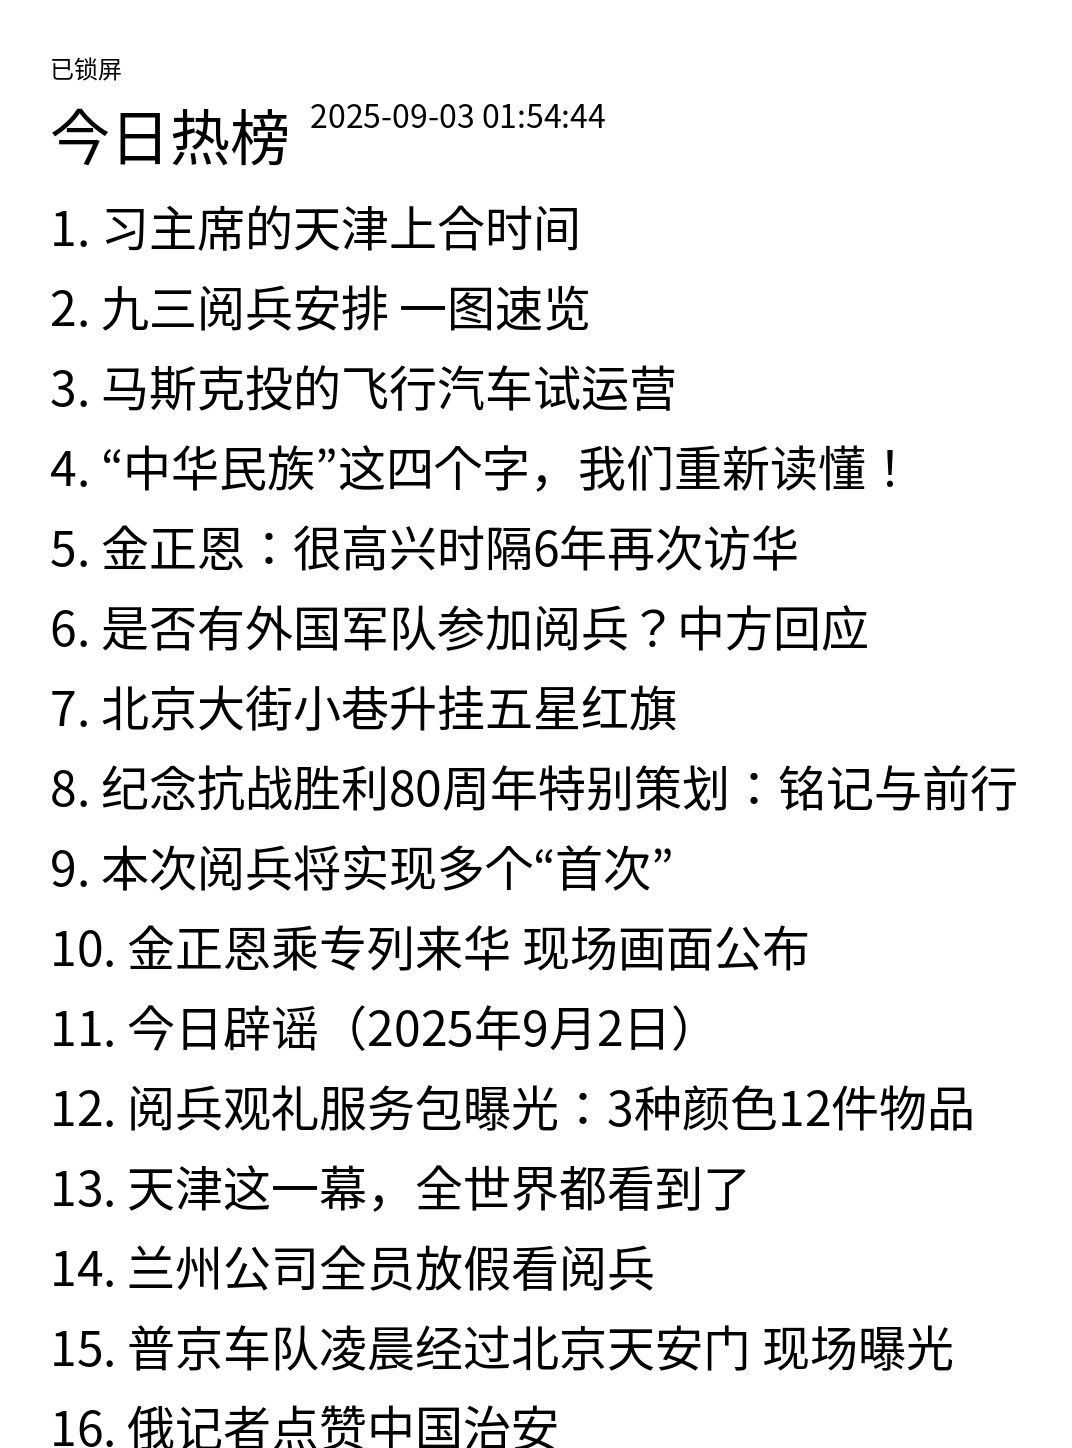 已锁屏
今日热榜 2025-09-03 01:54:44
1. 习主席的天津上合时间
2. 九三阅兵安排 一图速览
3. 马斯克投的飞行汽车试运营
4. “中华民族”这四个字，我们重新读懂！
5. 金正恩：很高兴时隔6年再次访华
6. 是否有外国军队参加阅兵？中方回应
7. 北京大街小巷升挂五星红旗
8. 纪念抗战胜利80周年特别策划：铭记与前行
9. 本次阅兵将实现多个“首次”
10. 金正恩乘专列来华 现场画面公布
11. 今日辟谣（2025年9月2日）
12. 阅兵观礼服务包曝光：3种颜色12件物品
13. 天津这一幕，全世界都看到了
14. 兰州公司全员放假看阅兵
15. 普京车队凌晨经过北京天安门 现场曝光
16. 俄记者点赞中国治安